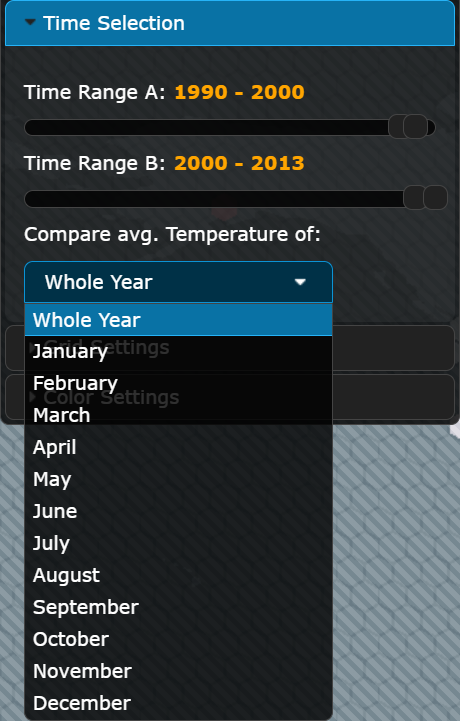 Time Selection
Time Range A: 1990 - 2000
Time Range B: 2000 - 2013
Compare avg. Temperature of:
Whole Year
Whole Year
Grid Settings
January
February
Color Settings
March
April
May
June
July
August
September
October
November
December